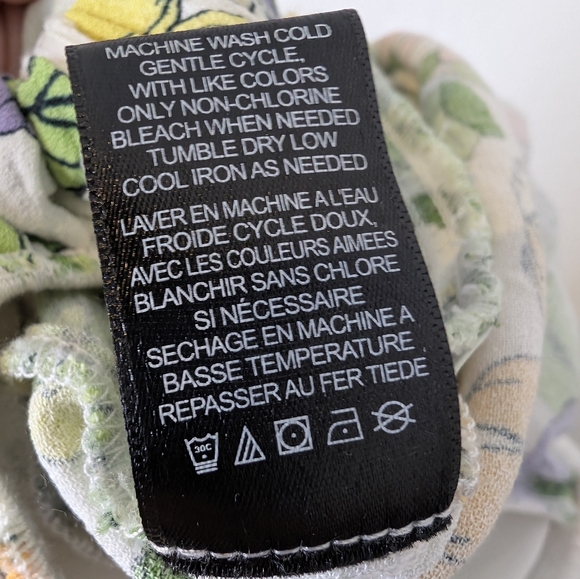 MACHINE WASH COLD
GENTLE CYCLE,
WITH LIKE COLORS
ONLY NON-CHLORINE
BLEACH WHEN NEEDED
TUMBLE DRY LOW
COOL IRON AS NEEDED
LAVER EN MACHINE A L'EAU
FROIDE CYCLE DOUX,
AVEC LES COULEURS AIMEES
BLANCHIR SANS CHLORE
SI NÉCESSAIRE
SECHAGE EN MACHINE A
BASSE TEMPERATURE
REPASSER AU FER TIEDE
30C